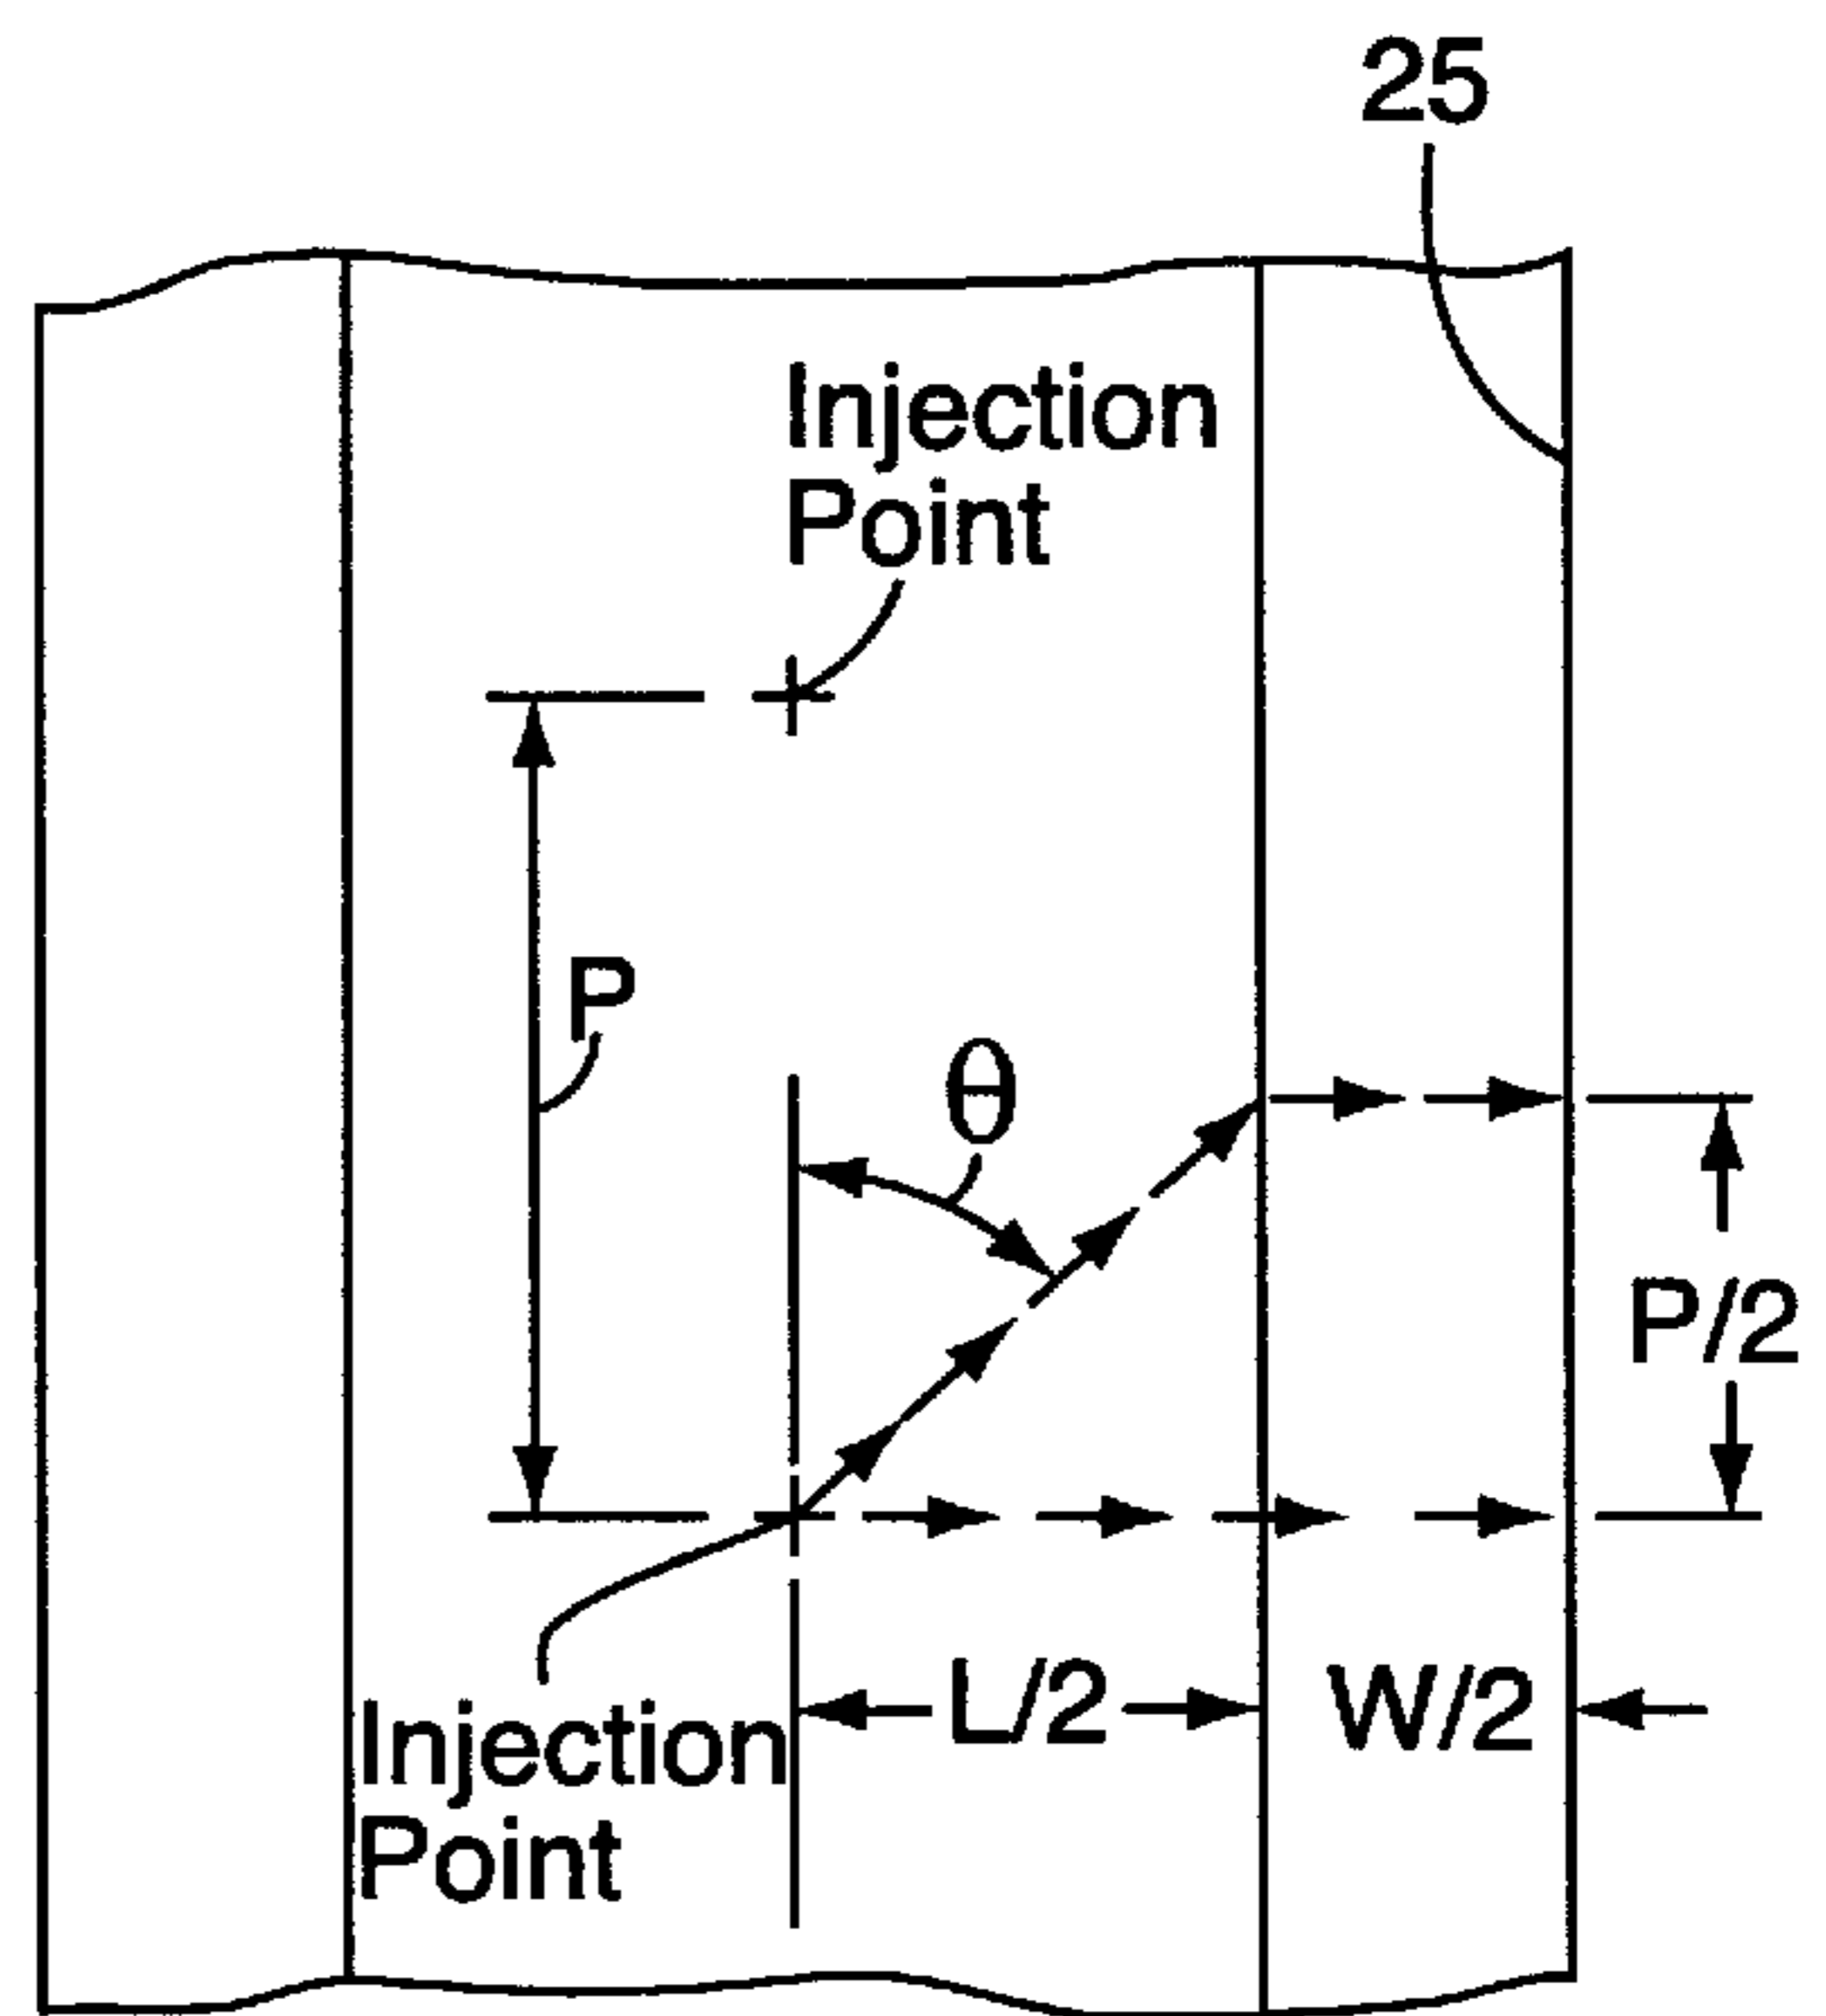 25
Injection
Point
P
θ
P/2
L/2
W/2
Injection
Point